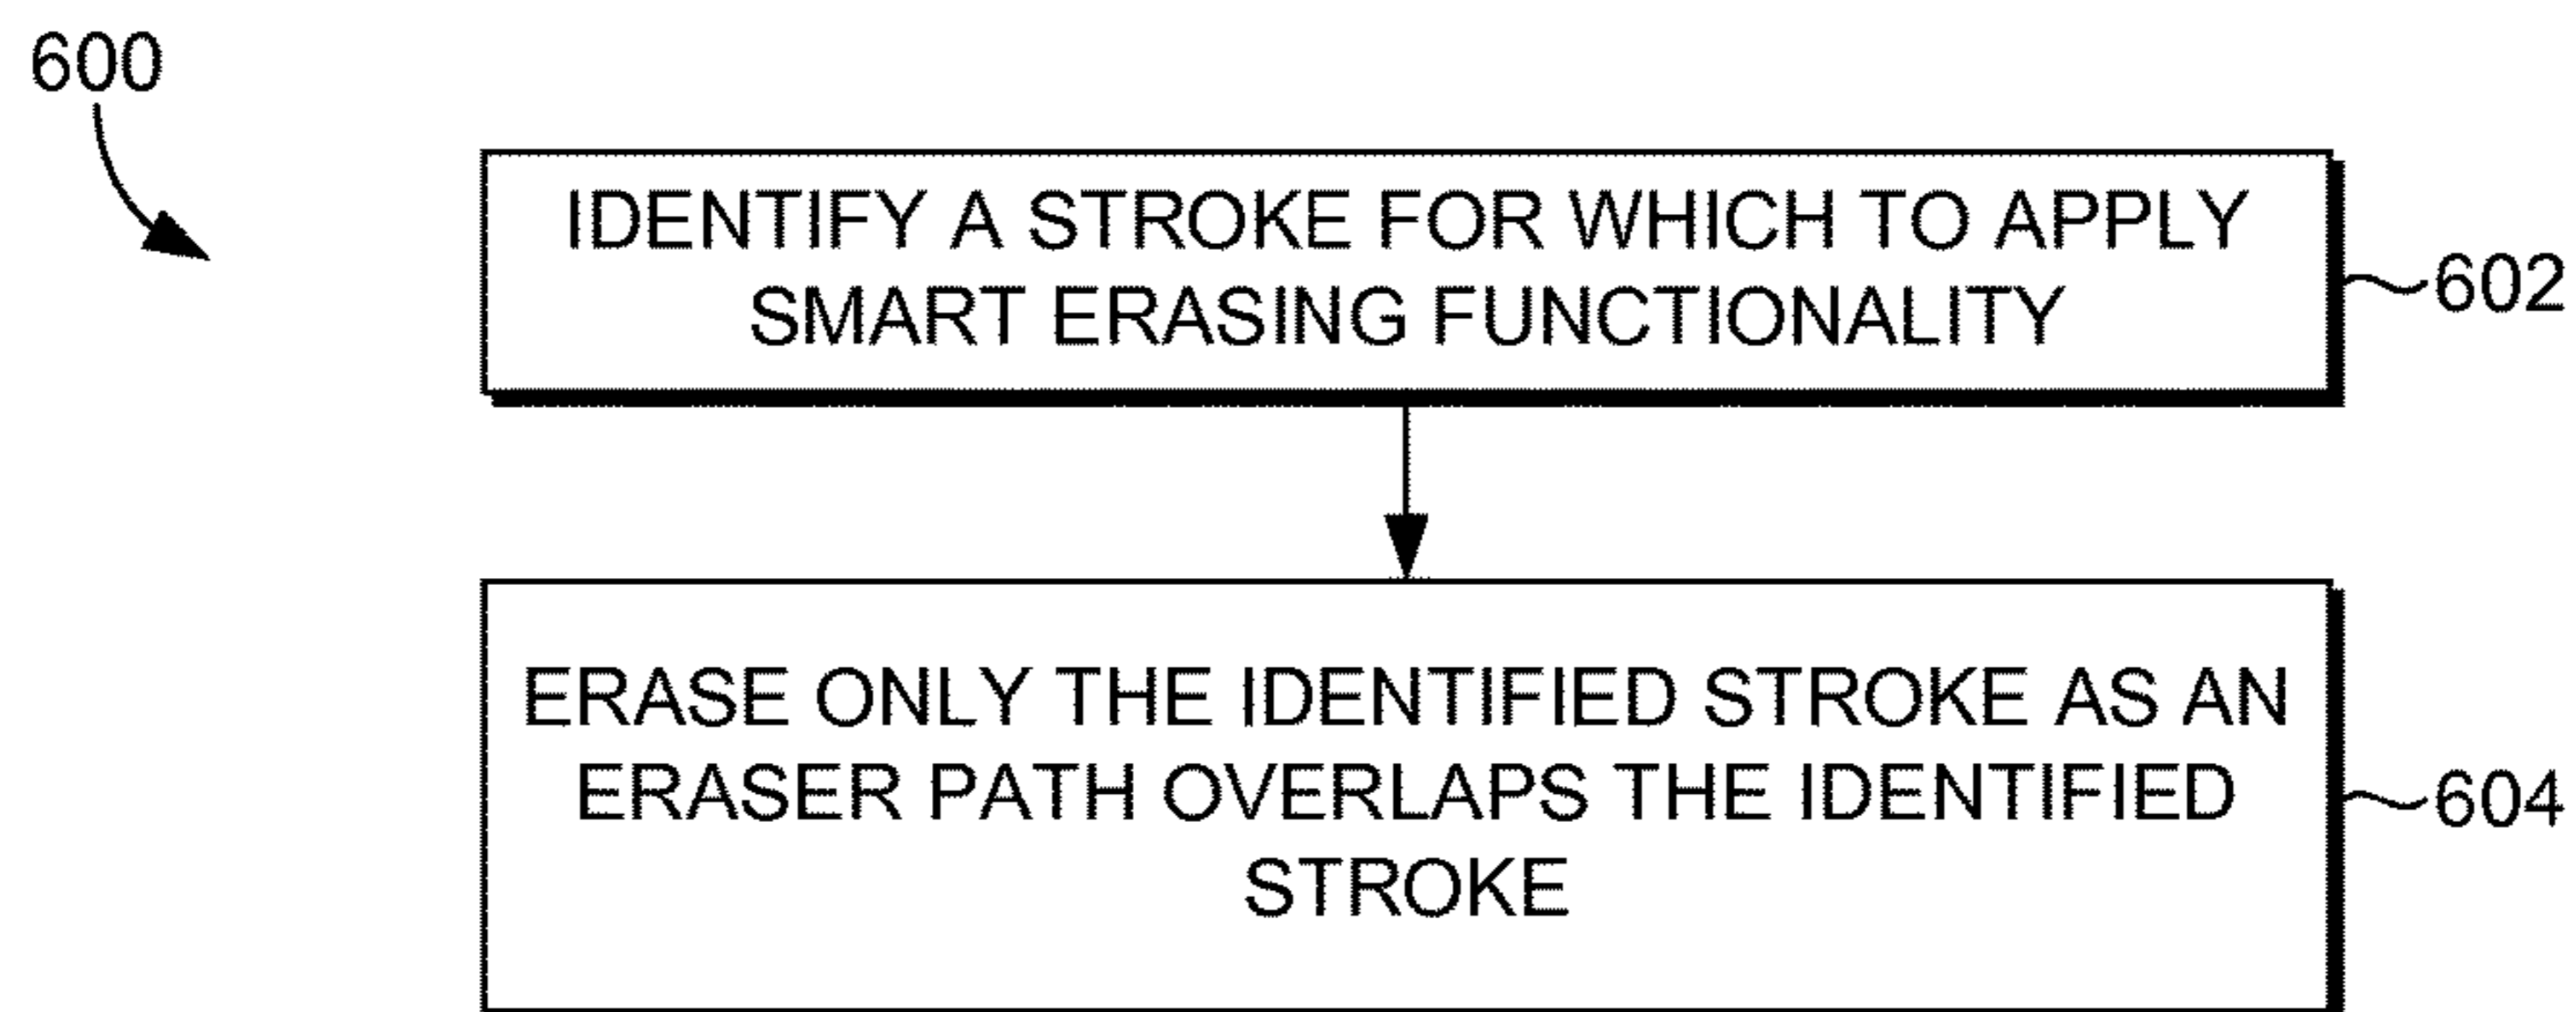 600
IDENTIFY A STROKE FOR WHICH TO APPLY
SMART ERASING FUNCTIONALITY
602
ERASE ONLY THE IDENTIFIED STROKE AS AN
ERASER PATH OVERLAPS THE IDENTIFIED
STROKE
604